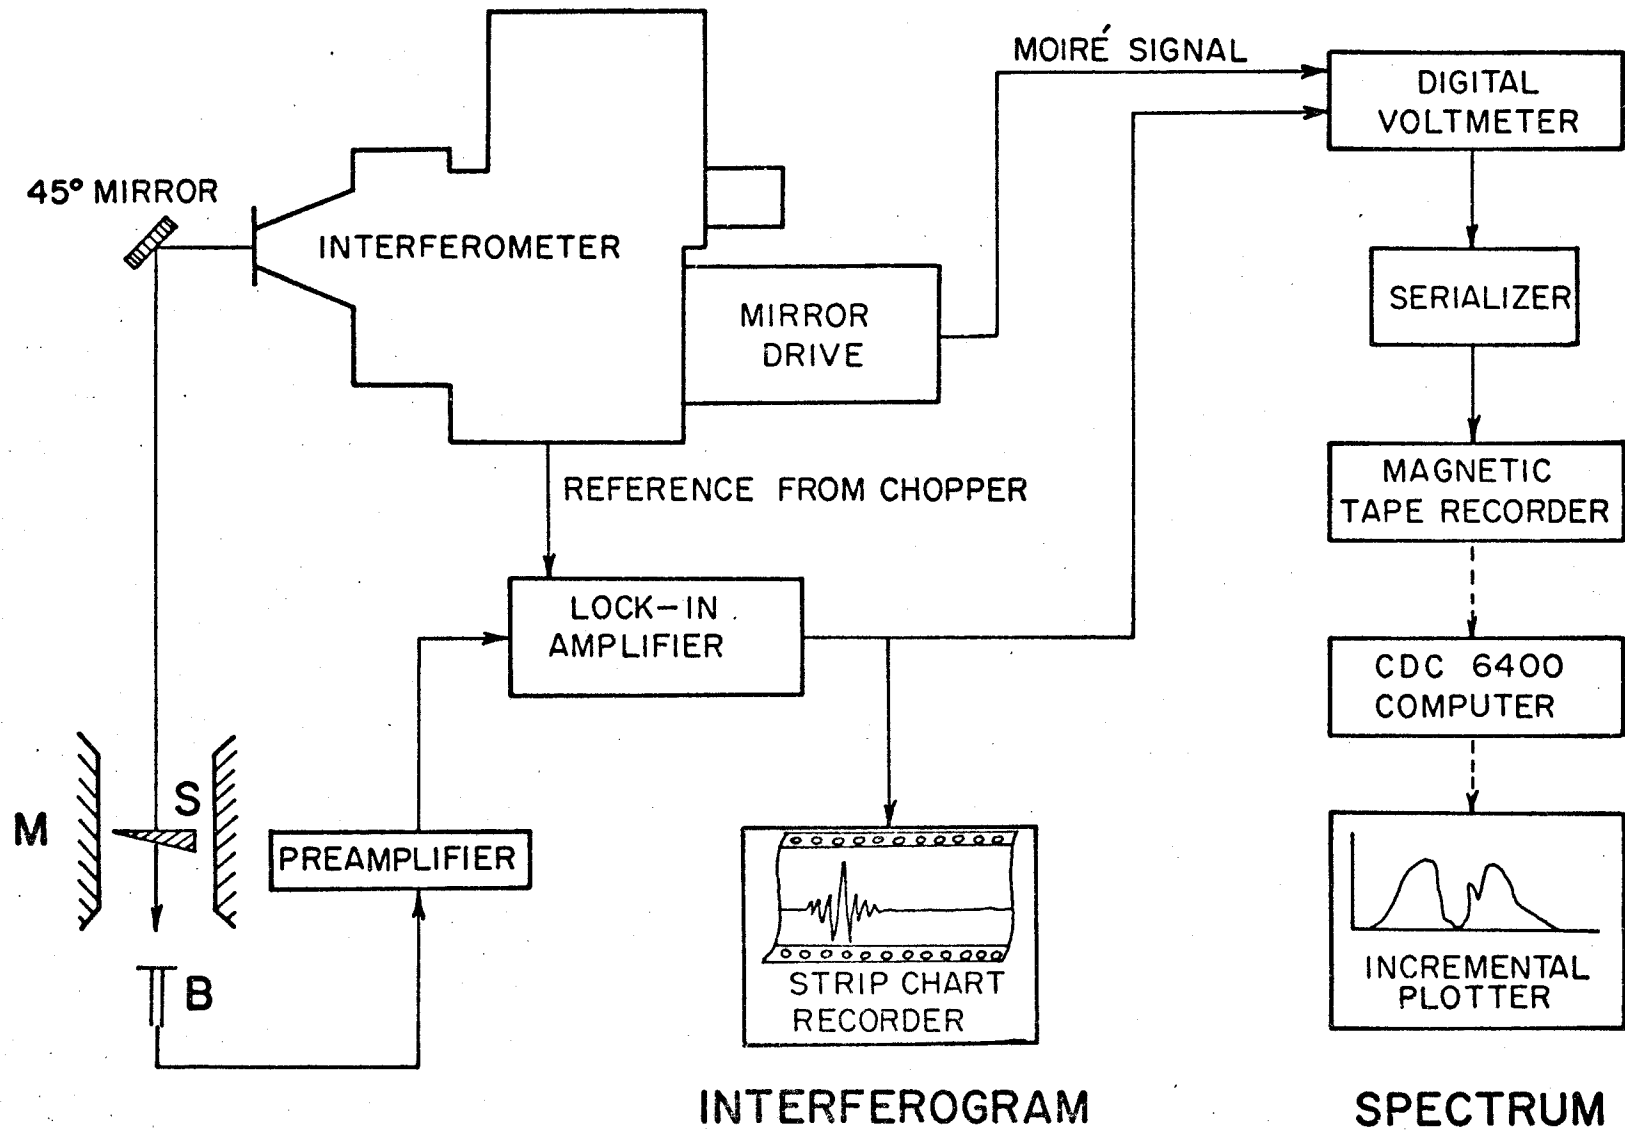 MOIRÉ SIGNAL
DIGITAL
VOLTMETER
45° MIRROR
INTERFEROMETER
SERIALIZER
MIRROR
DRIVE
MAGNETIC
TAPE RECORDER
REFERENCE FROM CHOPPER
LOCK-IN
AMPLIFIER
CDC 6400
COMPUTER
S
M
PREAMPLIFIER
B
STRIP CHART
RECORDER
INCREMENTAL
PLOTTER
INTERFEROGRAM
SPECTRUM